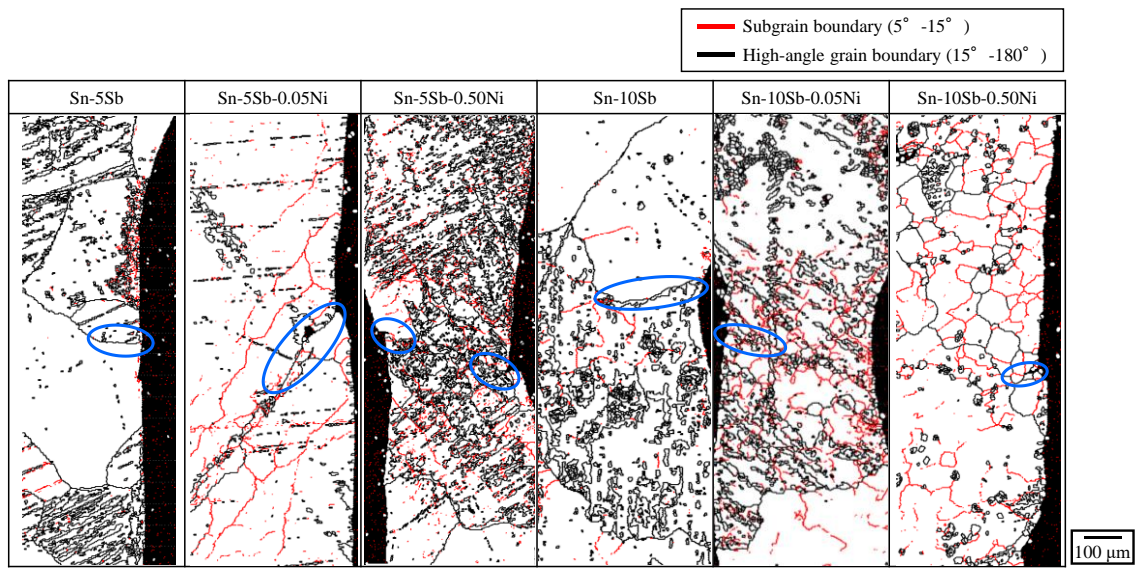 Subgrain boundary (5° -15° )
High-angle grain boundary (15° -180° )
Sn-5Sb
Sn-5Sb-0.05Ni
Sn-5Sb-0.50Ni
Sn-10Sb
Sn-10Sb-0.05Ni
Sn-10Sb-0.50Ni
100 μm